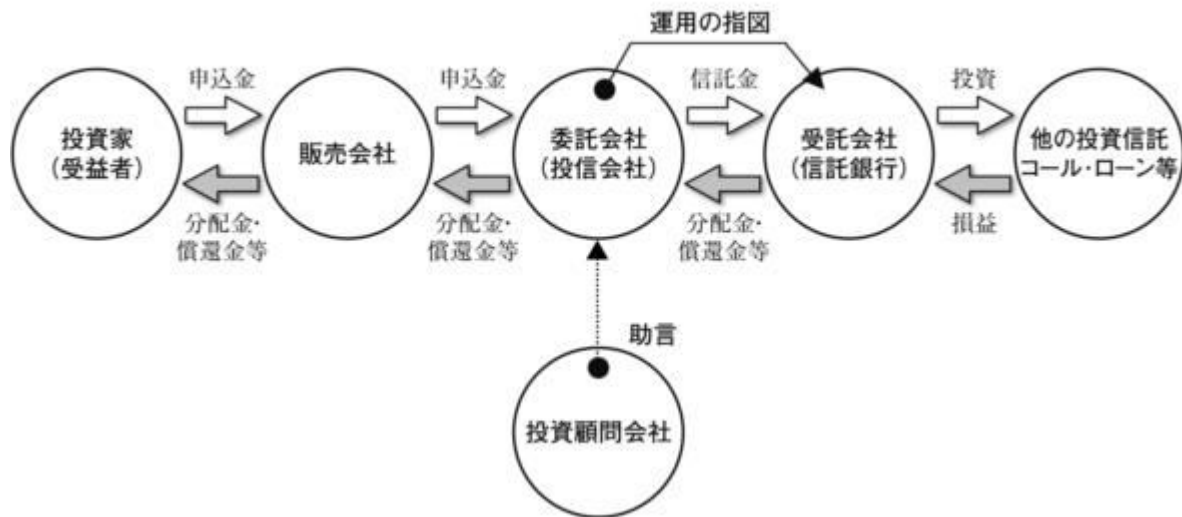 運用の指図
申込金
申込金
信託金
投資
投資家
(受益者)
販売会社
委託会社
(投信会社)
受託会社
(信託銀行)
他の投資信託
コール・ローン等
分配金・
償還金等
分配金・
償還金等
分配金・
償還金等
損益
助言
投資顧問会社